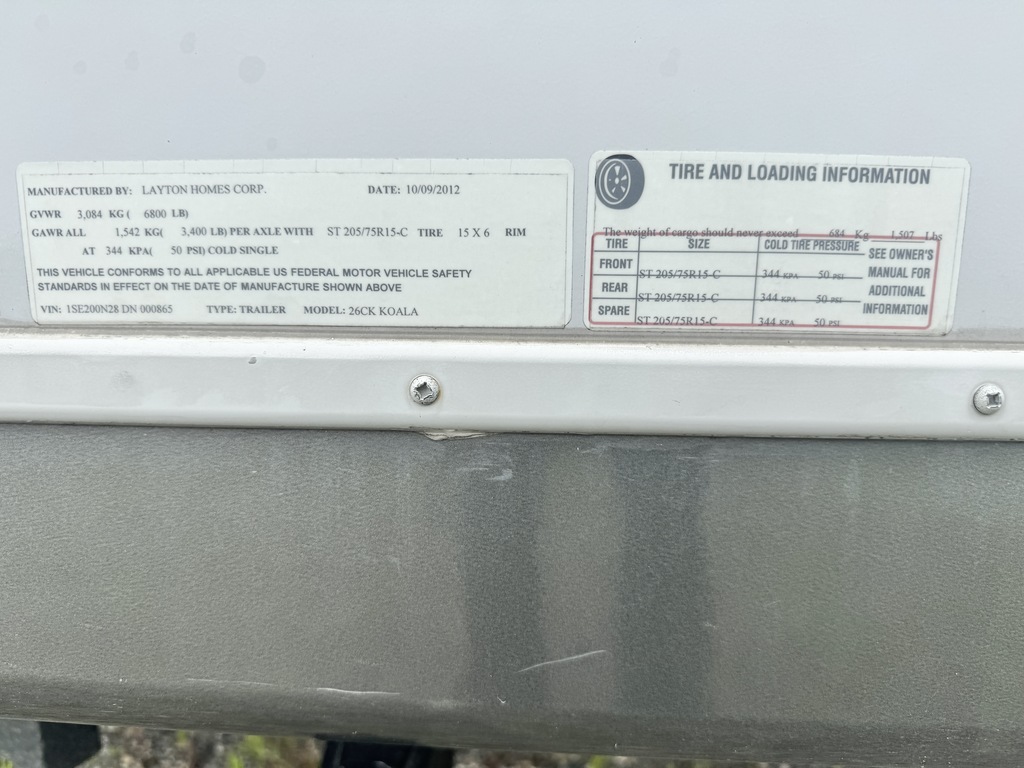 MANUFACTURED BY: LAYTON HOMES CORP. DATE: 10/09/2012
GVWR 3,084 KG ( 6800 LB)
GAWR ALL 1,542 KG( 3,400 LB) PER AXLE WITH ST 205/75R15-C TIRE 15 X 6 RIM
AT 344 KPA( 50 PSI) COLD SINGLE
THIS VEHICLE CONFORMS TO ALL APPLICABLE US FEDERAL MOTOR VEHICLE SAFETY
STANDARDS IN EFFECT ON THE DATE OF MANUFACTURE SHOWN ABOVE
VIN: 1SE200N28 DN 000865 TYPE: TRAILER MODEL: 26CK KOALA
TIRE AND LOADING INFORMATION
The weight of cargo should never exceed 684 Kg 1,507 Lbs
TIRE SIZE COLD TIRE PRESSURE
FRONT ST 205/75R15-C 344 KPA 50 PSI
REAR ST 205/75R15-C 344 KPA 50 PSI
SPARE ST 205/75R15-C 344 KPA 50 PSI
SEE OWNER'S
MANUAL FOR
ADDITIONAL
INFORMATION